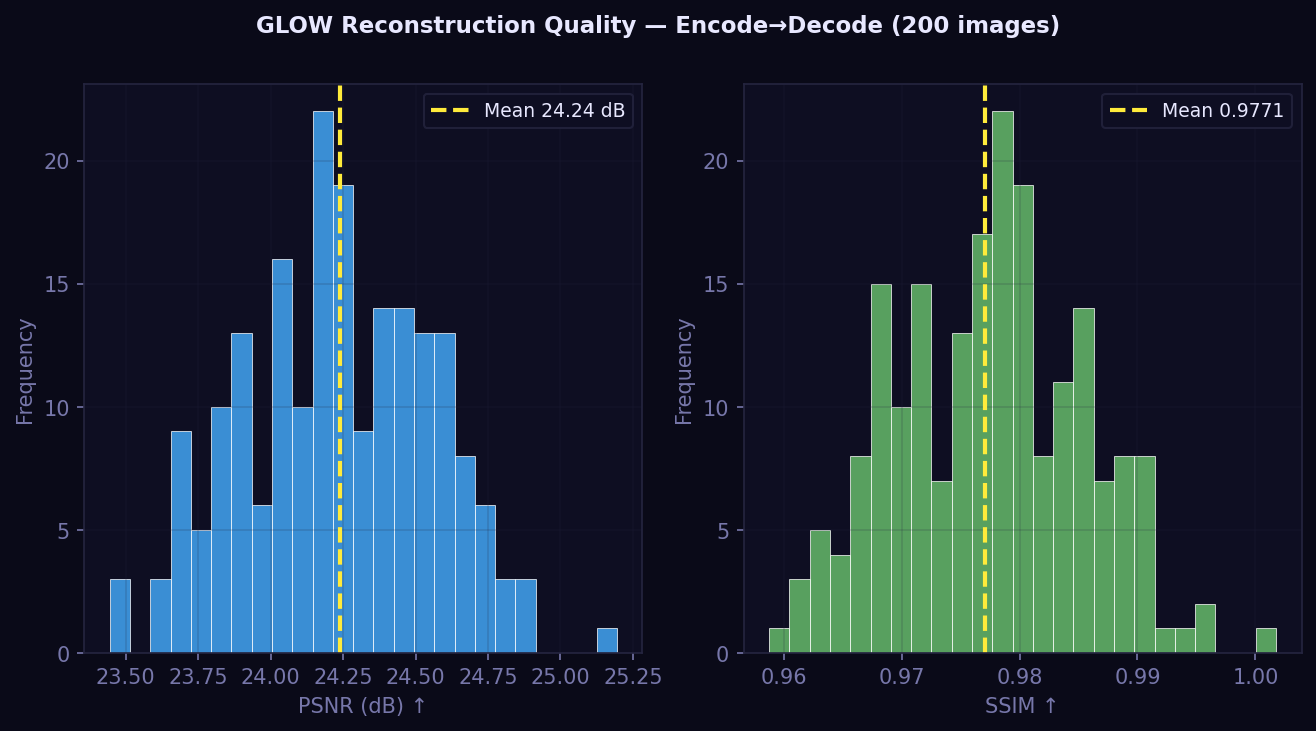 GLOW Reconstruction Quality — Encode→Decode (200 images)
Mean 24.24 dB
Frequency
0
5
10
15
20
23.50 23.75 24.00 24.25 24.50 24.75 25.00 25.25
PSNR (dB) ↑
Mean 0.9771
Frequency
0
5
10
15
20
0.96 0.97 0.98 0.99 1.00
SSIM ↑